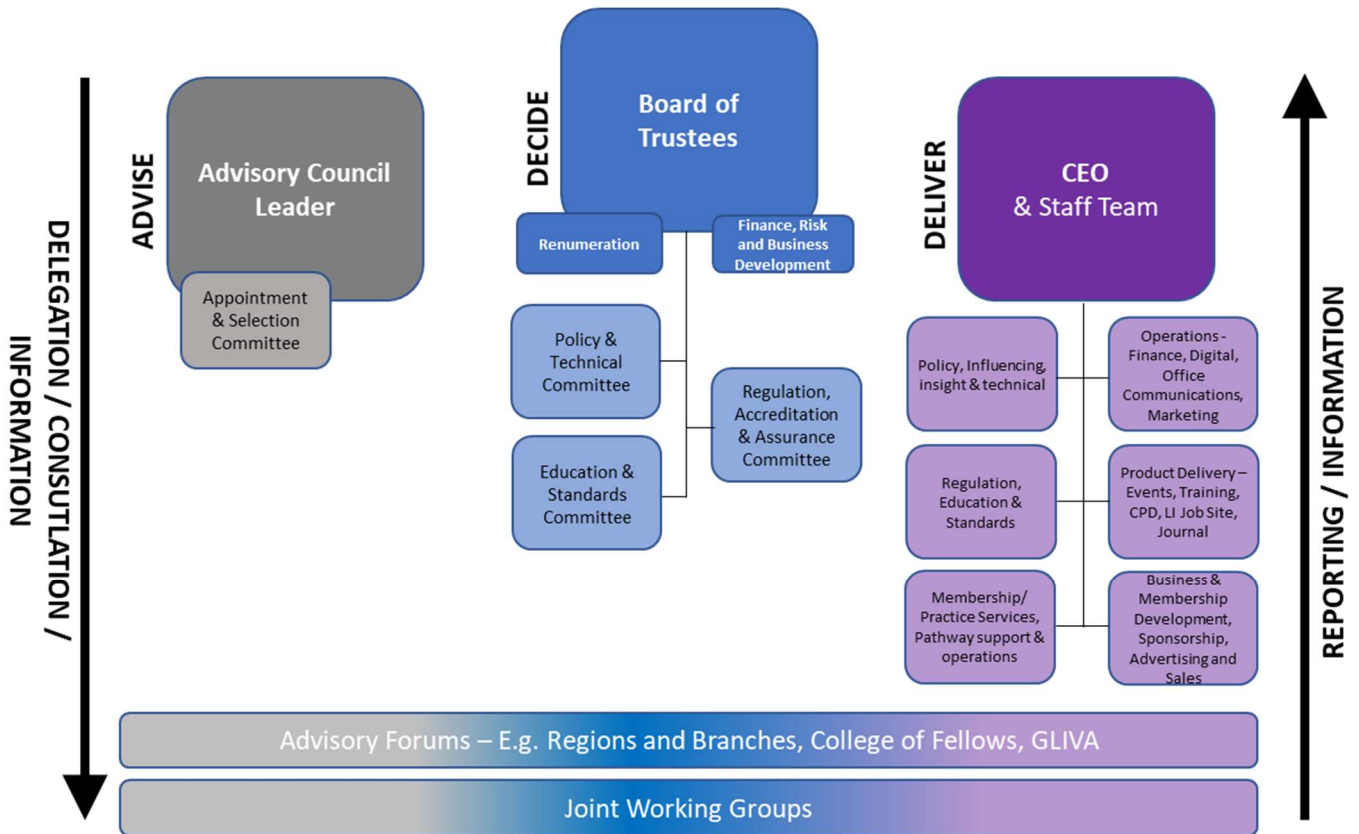 DELEGATION / CONSUTLATION /
INFORMATION
ADVISE
Advisory Council
Leader
Appointment
& Selection
Committee
DECIDE
Board of
Trustees
Renumeration
Finance, Risk
and Business
Development
Policy &
Technical
Committee
Regulation,
Accreditation
& Assurance
Committee
Education &
Standards
Committee
DELIVER
CEO
& Staff Team
Policy, Influencing,
insight & technical
Operations -
Finance, Digital,
Office
Communications,
Marketing
Regulation,
Education &
Standards
Product Delivery –
Events, Training,
CPD, LI Job Site,
Journal
Membership/
Practice Services,
Pathway support &
operations
Business &
Membership
Development,
Sponsorship,
Advertising and
Sales
REPORTING / INFORMATION
Advisory Forums – E.g. Regions and Branches, College of Fellows, GLIVA
Joint Working Groups